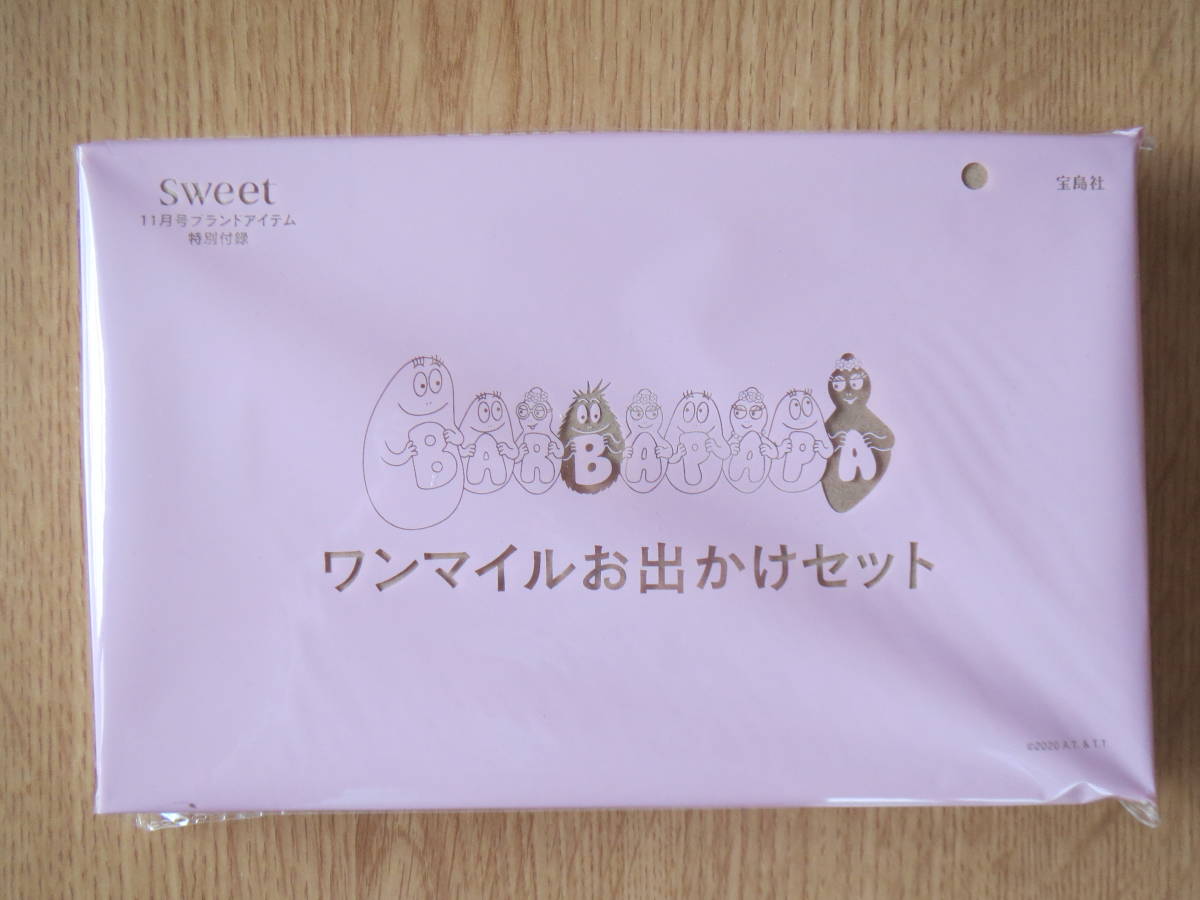 sweet
11月号ブランドアイテム
特別付録
宝島社
BARBAPAPA
ワンマイルお出かけセット
©2020 A.T. & T.T